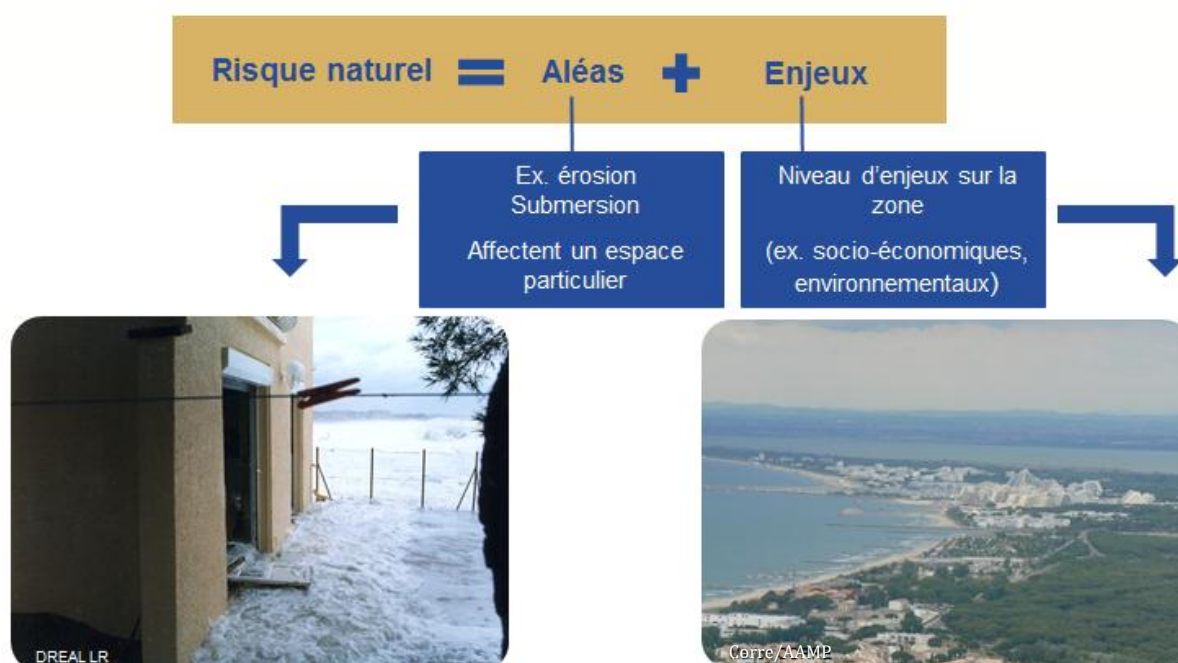 Risque naturel = Aléas + Enjeux
Ex. érosion
Submersion
Affectent un espace
particulier
Niveau d'enjeux sur la
zone
(ex. socio-économiques,
environnementaux)
DREAL LR
Corre/AAMP